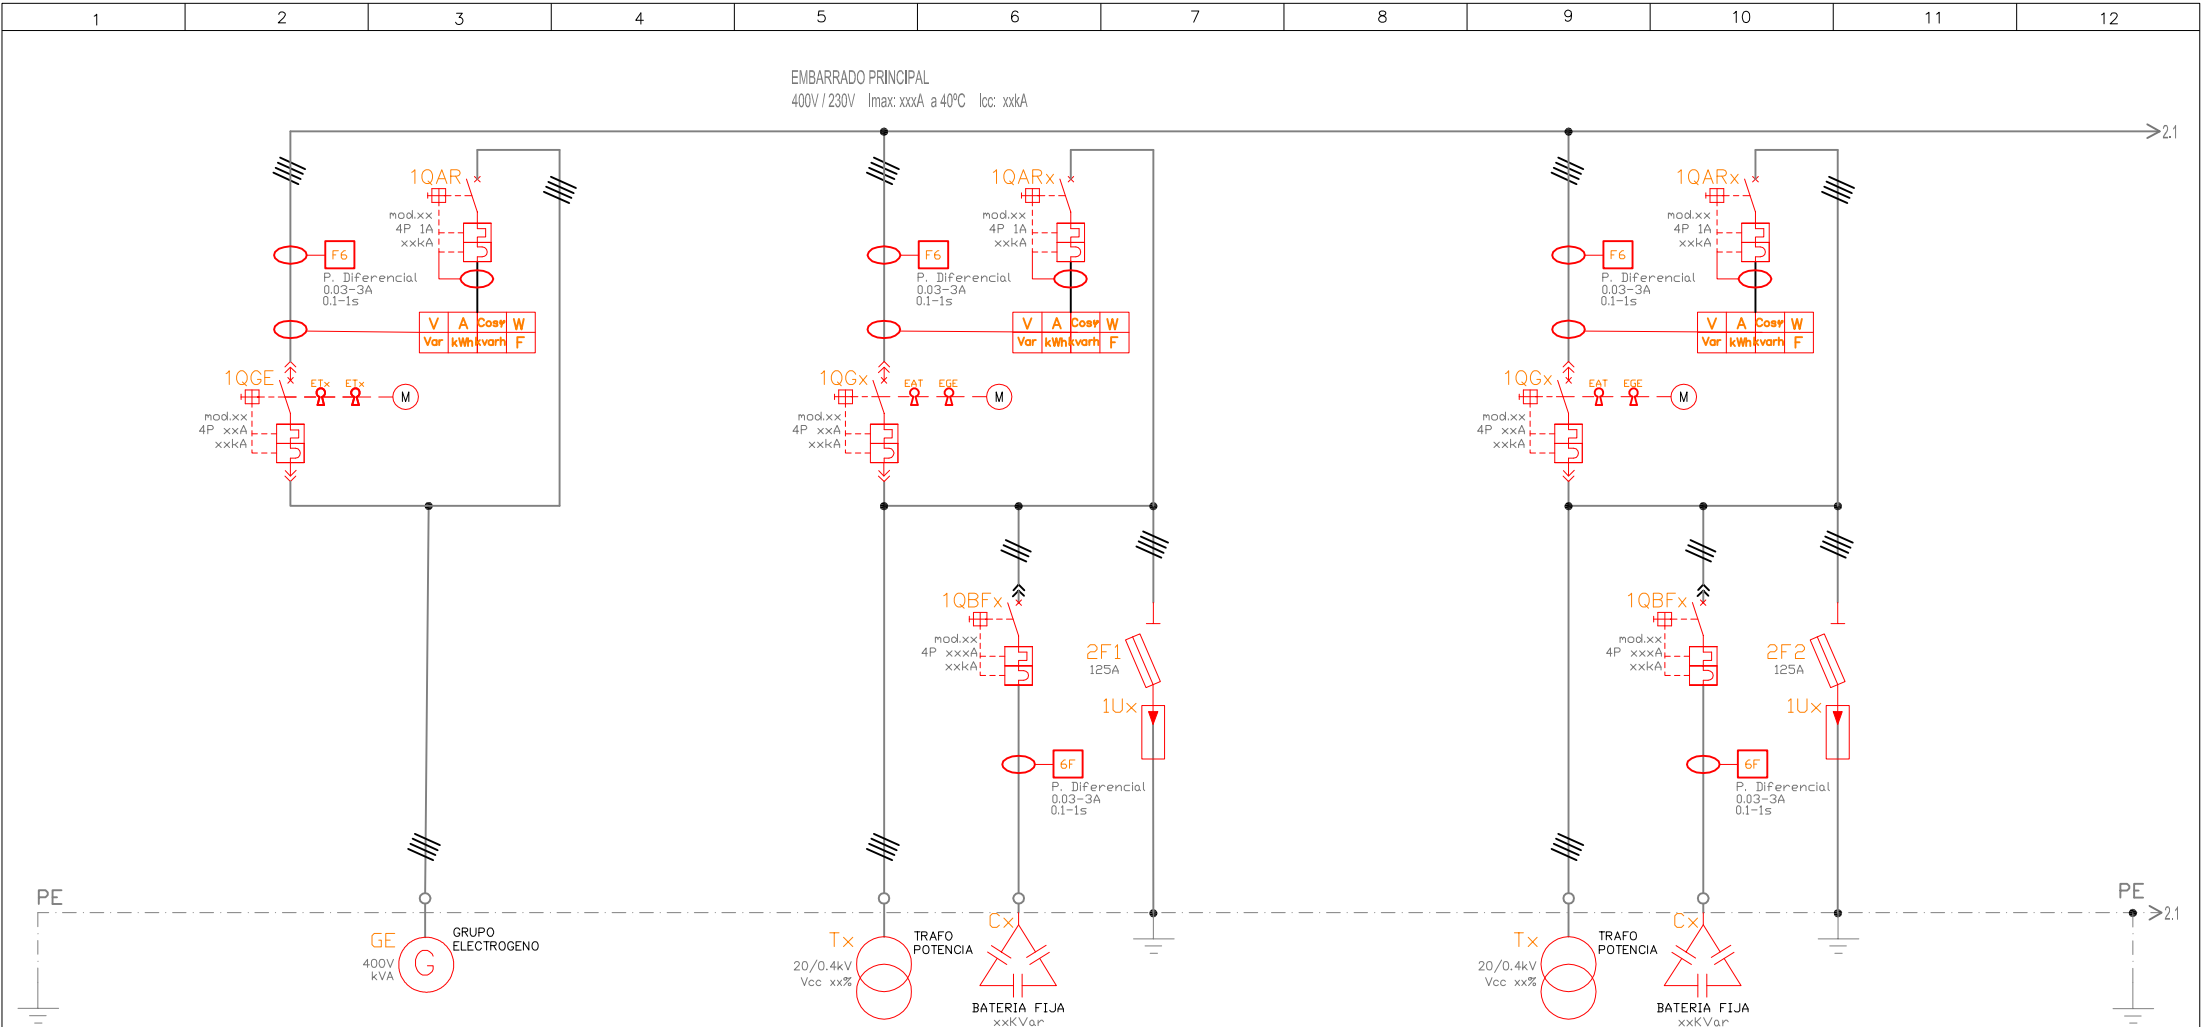 1 2 3 4 5 6 7 8 9 10 11 12
EMBARRADO PRINCIPAL
400V / 230V Imax: xxxA a 40ºC Icc: xxkA
2.1
1QAR
mod.xx
4P 1A
xxkA
F6
P. Diferencial
0.03-3A
0.1-1s
V A Cosφ W
Var kWh kvarh F
1QGE
ETx ETx
M
mod.xx
4P xxA
xxkA
1QARx
mod.xx
4P 1A
xxkA
F6
P. Diferencial
0.03-3A
0.1-1s
V A Cosφ W
Var kWh kvarh F
1QGx
EAT EGE
M
mod.xx
4P xxA
xxkA
1QARx
mod.xx
4P 1A
xxkA
F6
P. Diferencial
0.03-3A
0.1-1s
V A Cosφ W
Var kWh kvarh F
1QGx
EAT EGE
M
mod.xx
4P xxA
xxkA
1QBFx
mod.xx
4P xxxA
xxkA
2F1
125A
1Ux
6F
P. Diferencial
0.03-3A
0.1-1s
1QBFx
mod.xx
4P xxxA
xxkA
2F2
125A
1Ux
6F
P. Diferencial
0.03-3A
0.1-1s
PE
PE
2.1
GE
400V
kVA
G
GRUPO
ELECTROGENO
Tx
20/0.4kV
Vcc xx%
TRAFO
POTENCIA
Cx
BATERIA FIJA
xxKVar
Tx
20/0.4kV
Vcc xx%
TRAFO
POTENCIA
Cx
BATERIA FIJA
xxKVar